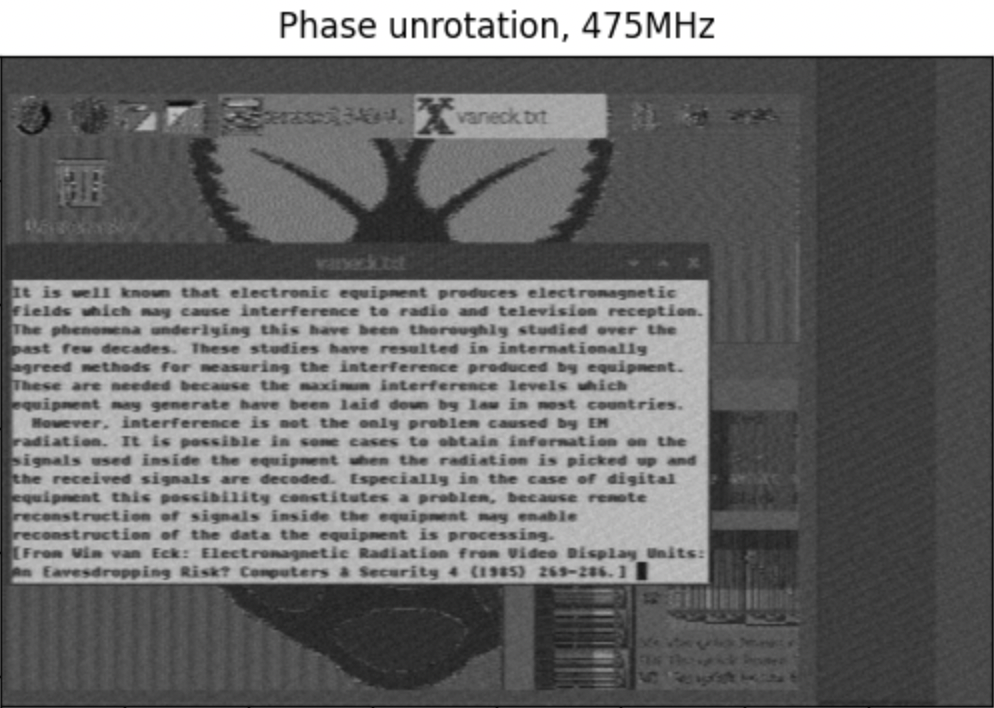 Phase unrotation, 475MHz
vaneck.txt
vaneck.txt
It is well known that electronic equipment produces electromagnetic
fields which may cause interference to radio and television reception.
The phenomena underlying this have been thoroughly studied over the
past few decades. These studies have resulted in internationally
agreed methods for measuring the interference produced by equipment.
These are needed because the maximum interference levels which
equipment may generate have been laid down by law in most countries.
However, interference is not the only problem caused by EM
radiation. It is possible in some cases to obtain information on the
signals used inside the equipment when the radiation is picked up and
the received signals are decoded. Especially in the case of digital
equipment this possibility constitutes a problem, because remote
reconstruction of signals inside the equipment may enable
reconstruction of the data the equipment is processing.
[From Wim van Eck: Electromagnetic Radiation from Video Display Units:
An Eavesdropping Risk? Computers & Security 4 (1985) 269-286.]